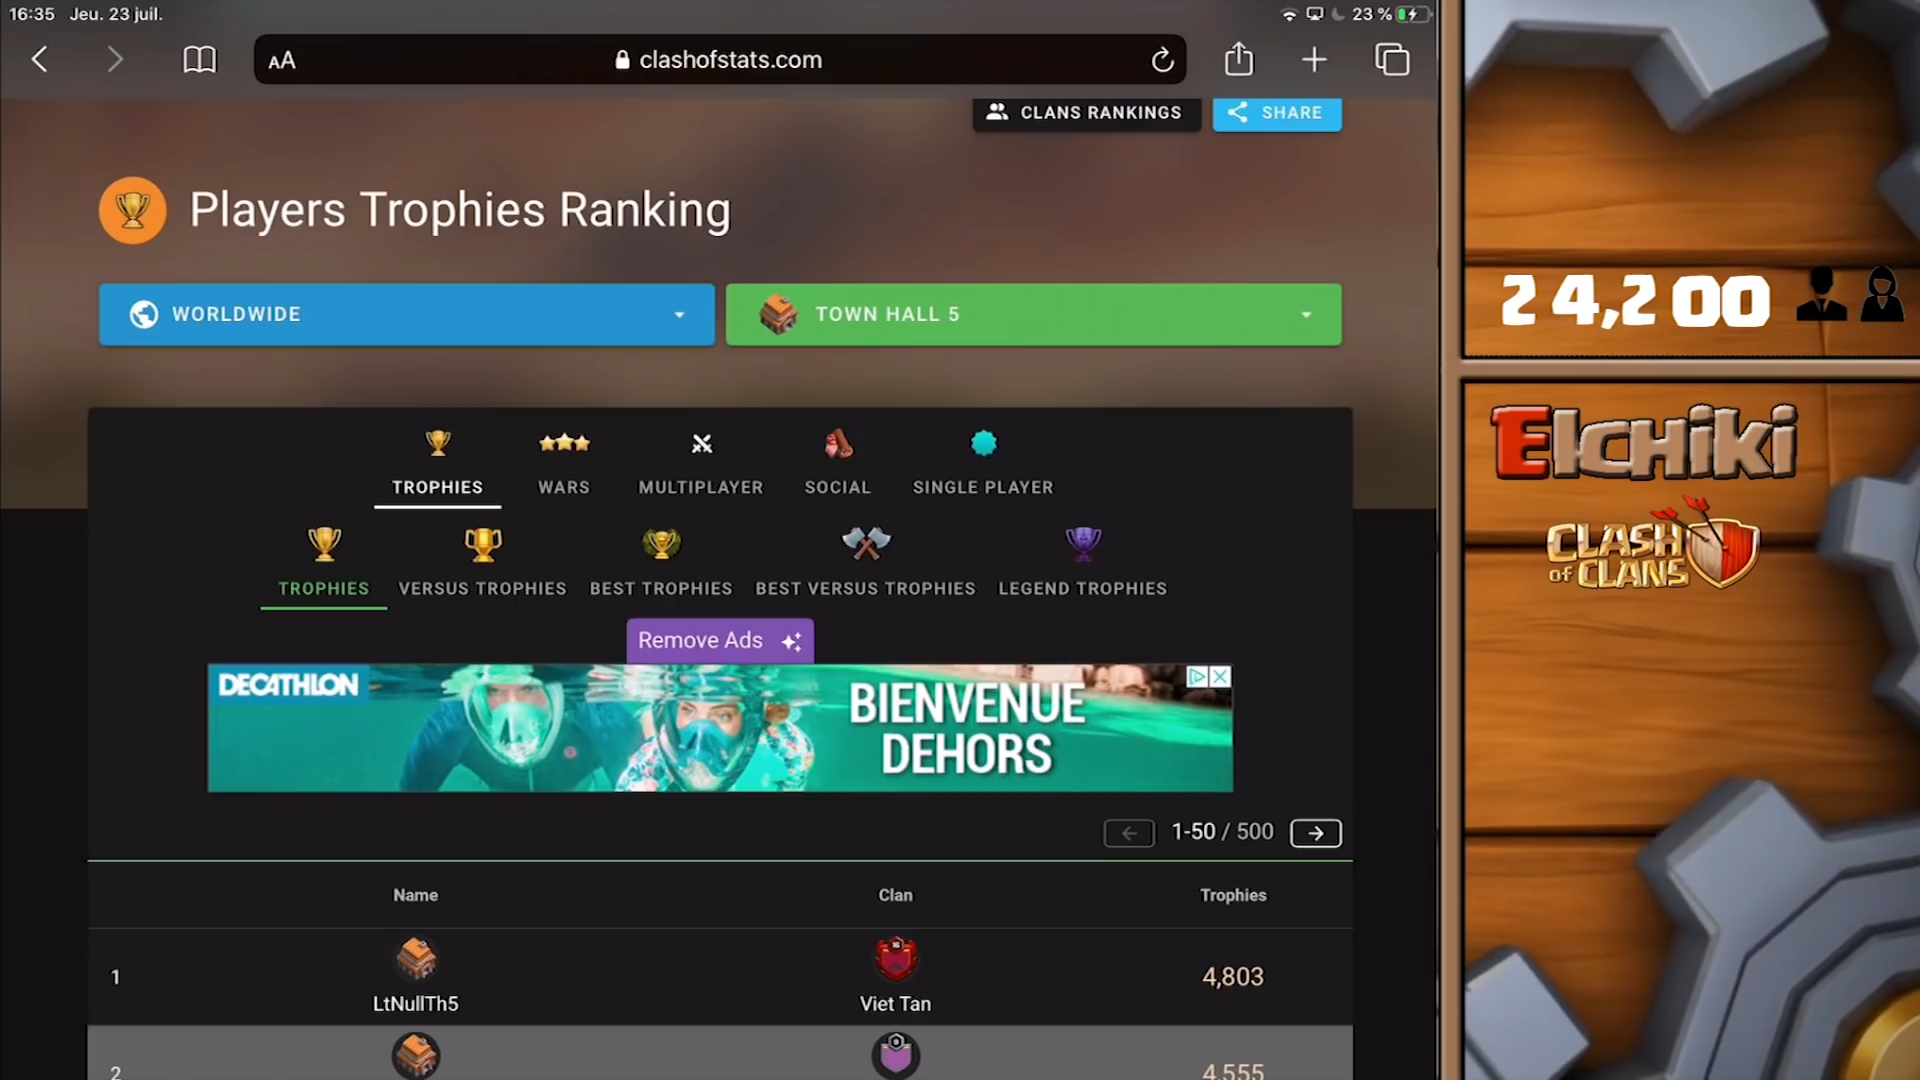 16:35 Jeu. 23 juil.
23 %
AA
clashofstats.com
CLANS RANKINGS
SHARE
Players Trophies Ranking
WORLDWIDE
TOWN HALL 5
24,200
TROPHIES WARS MULTIPLAYER SOCIAL SINGLE PLAYER
Elchiki
CLASH
of CLANS
TROPHIES VERSUS TROPHIES BEST TROPHIES BEST VERSUS TROPHIES LEGEND TROPHIES
Remove Ads
DECATHLON
BIENVENUE
DEHORS
1-50 / 500
Name Clan Trophies
1 LtNullTh5 Viet Tan 4,803
2 4,555